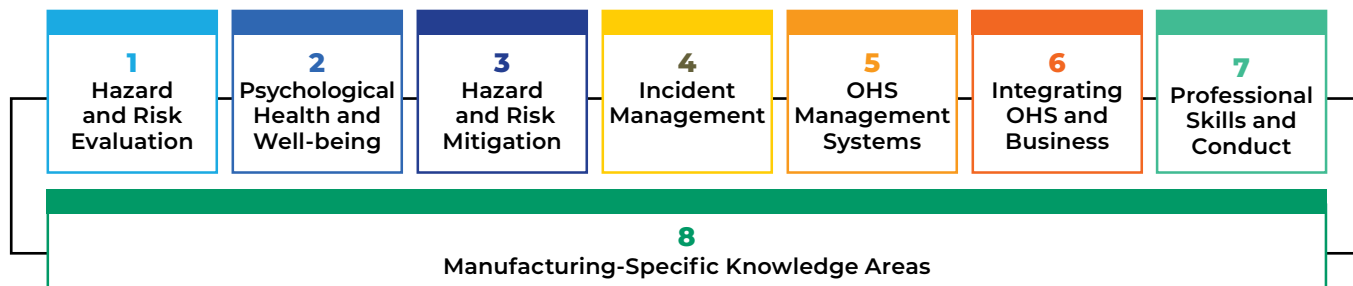 1
Hazard
and Risk
Evaluation
2
Psychological
Health and
Well-being
3
Hazard
and Risk
Mitigation
4
Incident
Management
5
OHS
Management
Systems
6
Integrating
OHS and
Business
7
Professional
Skills and
Conduct
8
Manufacturing-Specific Knowledge Areas